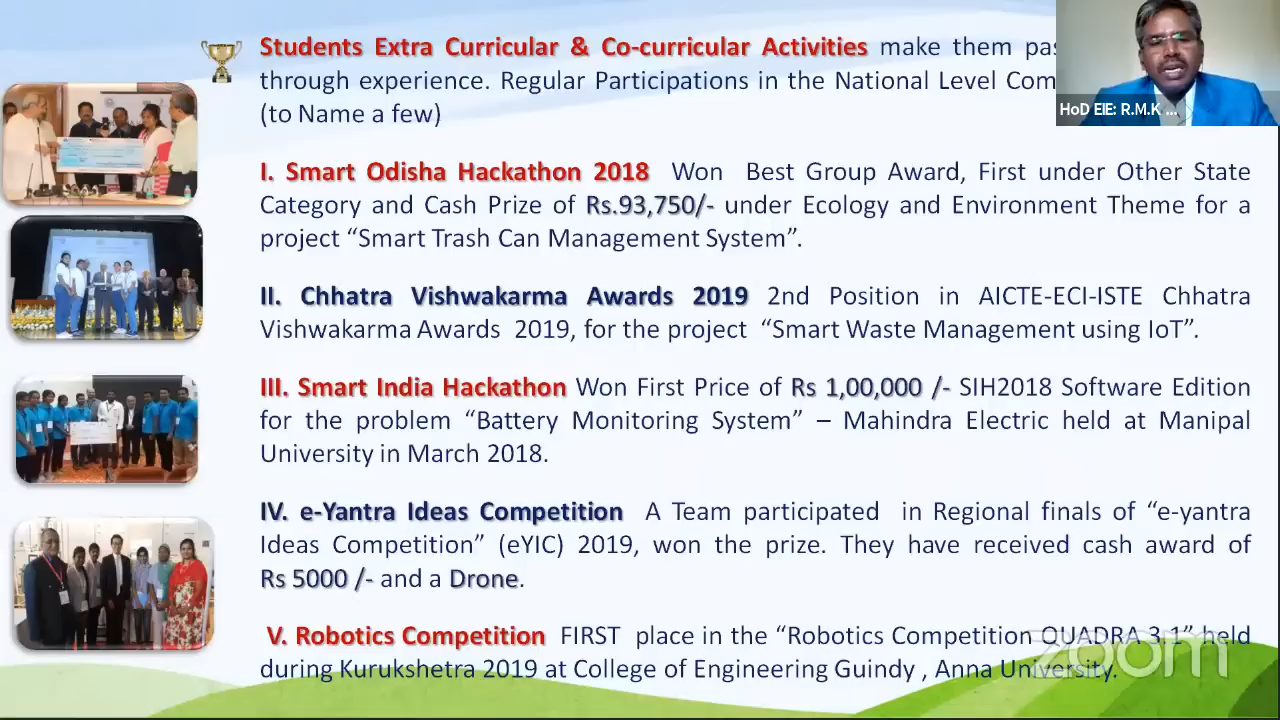 Students Extra Curricular & Co-curricular Activities make them
through experience. Regular Participations in the National Level
(to Name a few)
HoD EIE: R.M.K ...
I. Smart Odisha Hackathon 2018 Won Best Group Award, First under Other State
Category and Cash Prize of Rs.93,750/- under Ecology and Environment Theme for a
project “Smart Trash Can Management System”.
II. Chhatra Vishwakarma Awards 2019 2nd Position in AICTE-ECI-ISTE Chhatra
Vishwakarma Awards 2019, for the project “Smart Waste Management using IoT”.
III. Smart India Hackathon Won First Price of Rs 1,00,000 /- SIH2018 Software Edition
for the problem “Battery Monitoring System” – Mahindra Electric held at Manipal
University in March 2018.
IV. e-Yantra Ideas Competition A Team participated in Regional finals of “e-yantra
Ideas Competition” (eYIC) 2019, won the prize. They have received cash award of
Rs 5000 /- and a Drone.
V. Robotics Competition FIRST place in the “Robotics Competition QUADRA 3.1” held
during Kurukshetra 2019 at College of Engineering Guindy , Anna University.
zoom